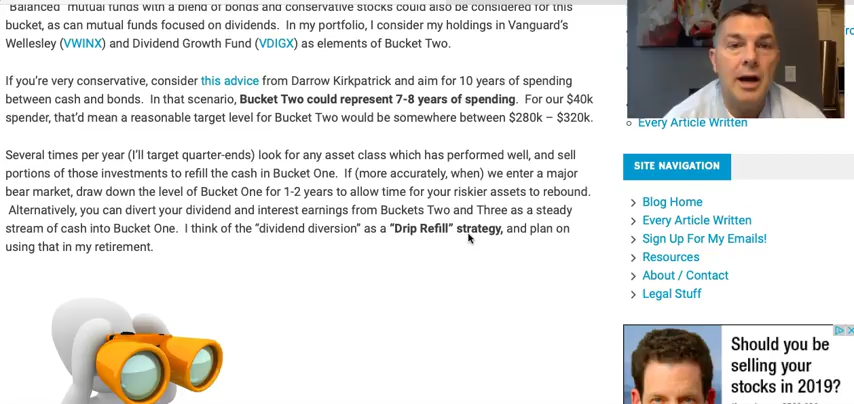 "Balanced" mutual funds with a blend of bonds and conservative stocks could also be considered for this
bucket, as can mutual funds focused on dividends.  In my portfolio, I consider my holdings in Vanguard's
Wellesley (VWINX) and Dividend Growth Fund (VDIGX) as elements of Bucket Two.
If you're very conservative, consider this advice from Darrow Kirkpatrick and aim for 10 years of spending
between cash and bonds.  In that scenario, Bucket Two could represent 7-8 years of spending.  For our $40k
spender, that'd mean a reasonable target level for Bucket Two would be somewhere between $280k – $320k.
Several times per year (I'll target quarter-ends) look for any asset class which has performed well, and sell
portions of those investments to refill the cash in Bucket One.  If (more accurately, when) we enter a major
bear market, draw down the level of Bucket One for 1-2 years to allow time for your riskier assets to rebound.
Alternatively, you can divert your dividend and interest earnings from Buckets Two and Three as a steady
stream of cash into Bucket One.  I think of the "dividend diversion" as a "Drip Refill" strategy, and plan on
using that in my retirement.
Every Article Written
SITE NAVIGATION
Blog Home
Every Article Written
Sign Up For My Emails!
Resources
About / Contact
Legal Stuff
Should you be
selling your
stocks in 2019?